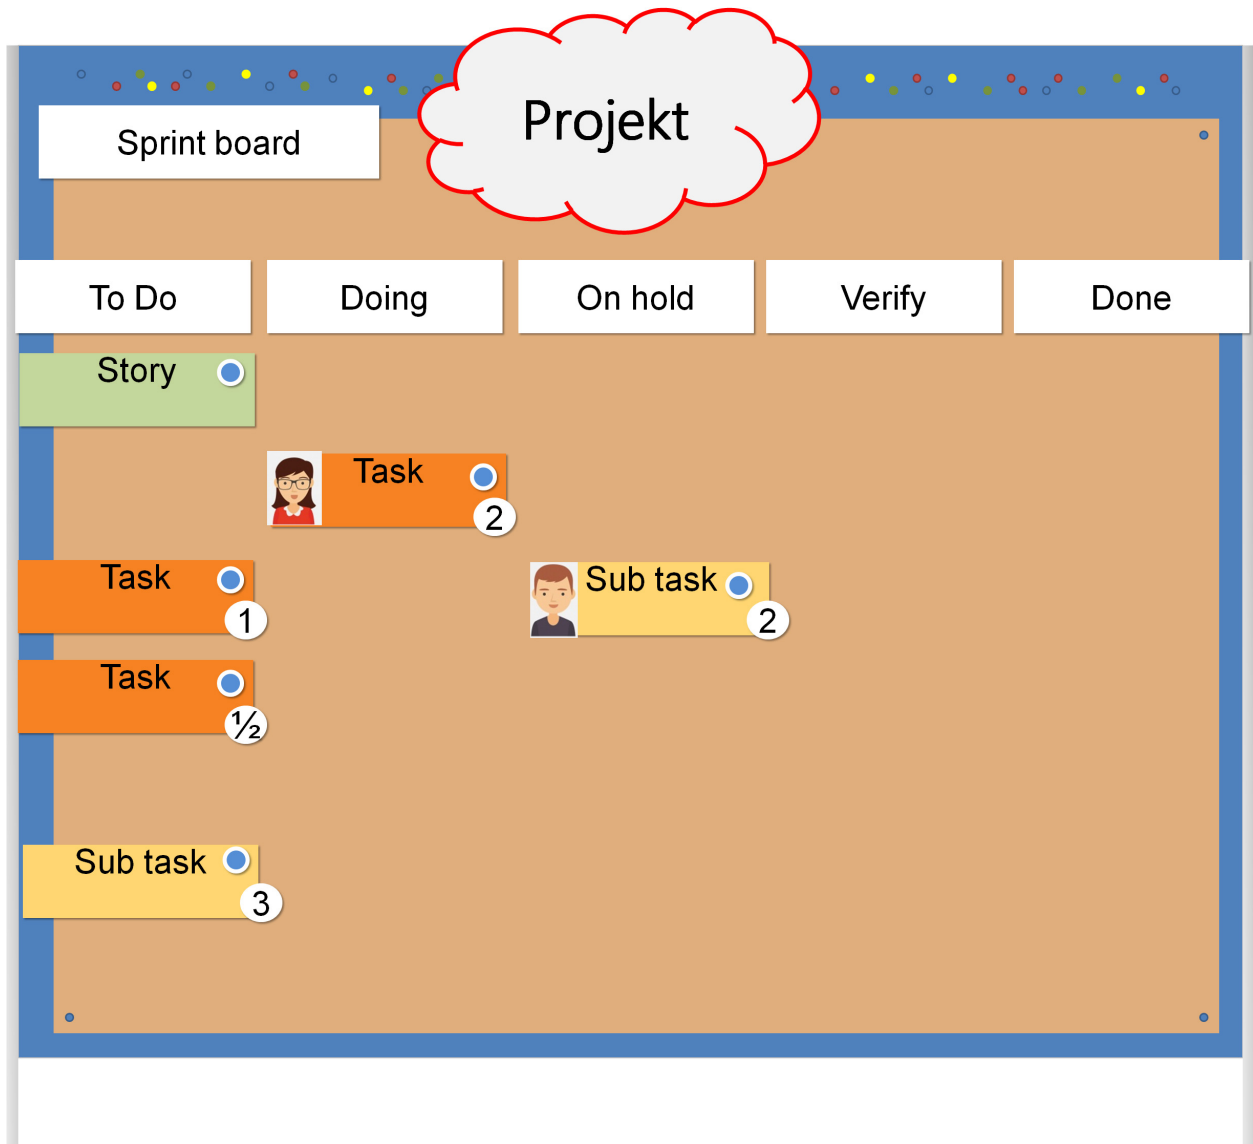 Projekt
Sprint board
To Do
Doing
On hold
Verify
Done
Story
Task
2
Task
1
Sub task
2
Task
½
Sub task
3